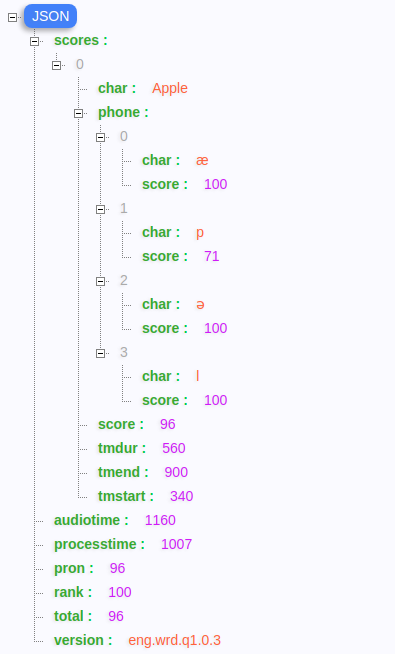 JSON
scores :
0
char : Apple
phone :
0
char : æ
score : 100
1
char : p
score : 71
2
char : ə
score : 100
3
char : l
score : 100
score : 96
tmdur : 560
tmend : 900
tmstart : 340
audiotime : 1160
processtime : 1007
pron : 96
rank : 100
total : 96
version : eng.wrd.q1.0.3